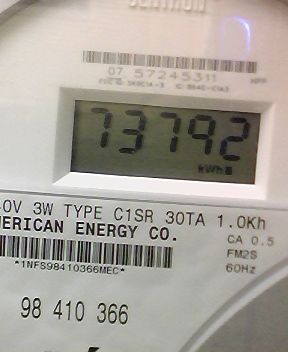 CENTRON
07 57245311
73792
kWh
0V 3W TYPE C1SR 30TA 1.0Kh
ERICAN ENERGY CO.
CA 0.5
FM2S
*1NFS98410366MEC*
60Hz
98 410 366